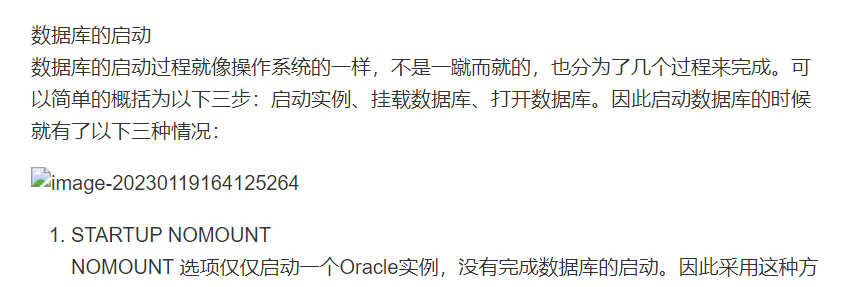 数据库的启动
数据库的启动过程就像操作系统的一样，不是一蹴而就的，也分为了几个过程来完成。可
以简单的概括为以下三步：启动实例、挂载数据库、打开数据库。因此启动数据库的时候
就有了以下三种情况：
image-20230119164125264
1. STARTUP NOMOUNT
NOMOUNT 选项仅仅启动一个Oracle实例，没有完成数据库的启动。因此采用这种方